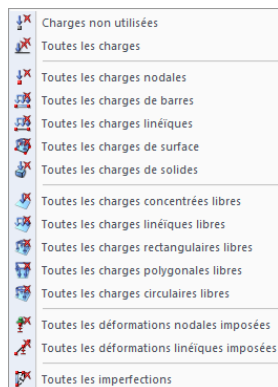 Charges non utilisées
Toutes les charges
Toutes les charges nodales
Toutes les charges de barres
Toutes les charges linéïques
Toutes les charges de surface
Toutes les charges de solides
Toutes les charges concentrées libres
Toutes les charges linéïques libres
Toutes les charges rectangulaires libres
Toutes les charges polygonales libres
Toutes les charges circulaires libres
Toutes les déformations nodales imposées
Toutes les déformations linéïques imposées
Toutes les imperfections